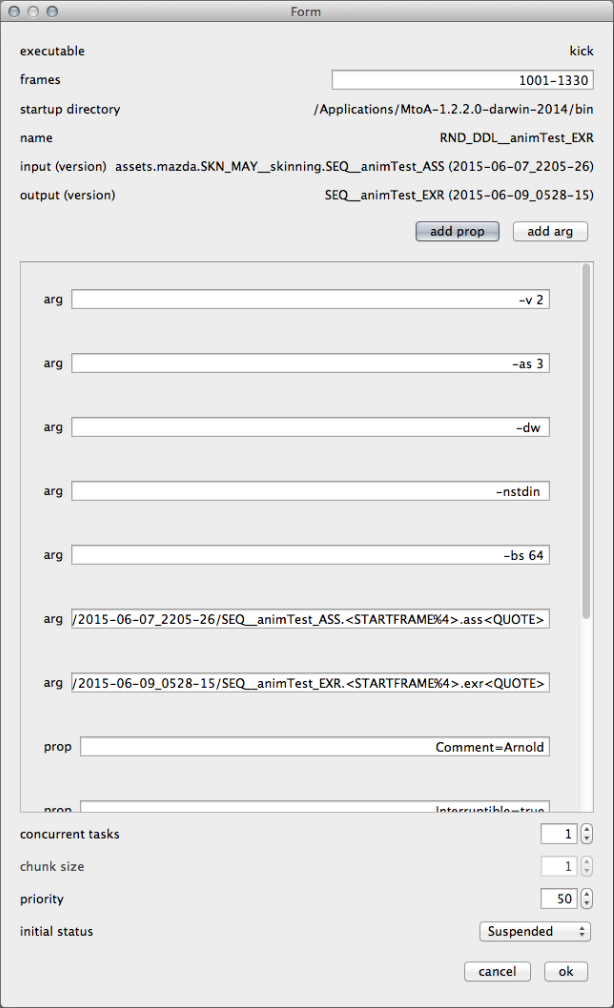 Form
executable kick
frames 1001-1330
startup directory /Applications/MtoA-1.2.2.0-darwin-2014/bin
name RND_DDL__animTest_EXR
input (version) assets.mazda.SKN_MAY__skinning.SEQ__animTest_ASS (2015-06-07_2205-26)
output (version) SEQ__animTest_EXR (2015-06-09_0528-15)
add prop add arg
arg -v 2
arg -as 3
arg -dw
arg -nstdin
arg -bs 64
arg /2015-06-07_2205-26/SEQ__animTest_ASS.<STARTFRAME%4>.ass<QUOTE>
arg /2015-06-09_0528-15/SEQ__animTest_EXR.<STARTFRAME%4>.exr<QUOTE>
prop Comment=Arnold
prop Interruptible=true
concurrent tasks 1
chunk size 1
priority 50
initial status Suspended
cancel ok